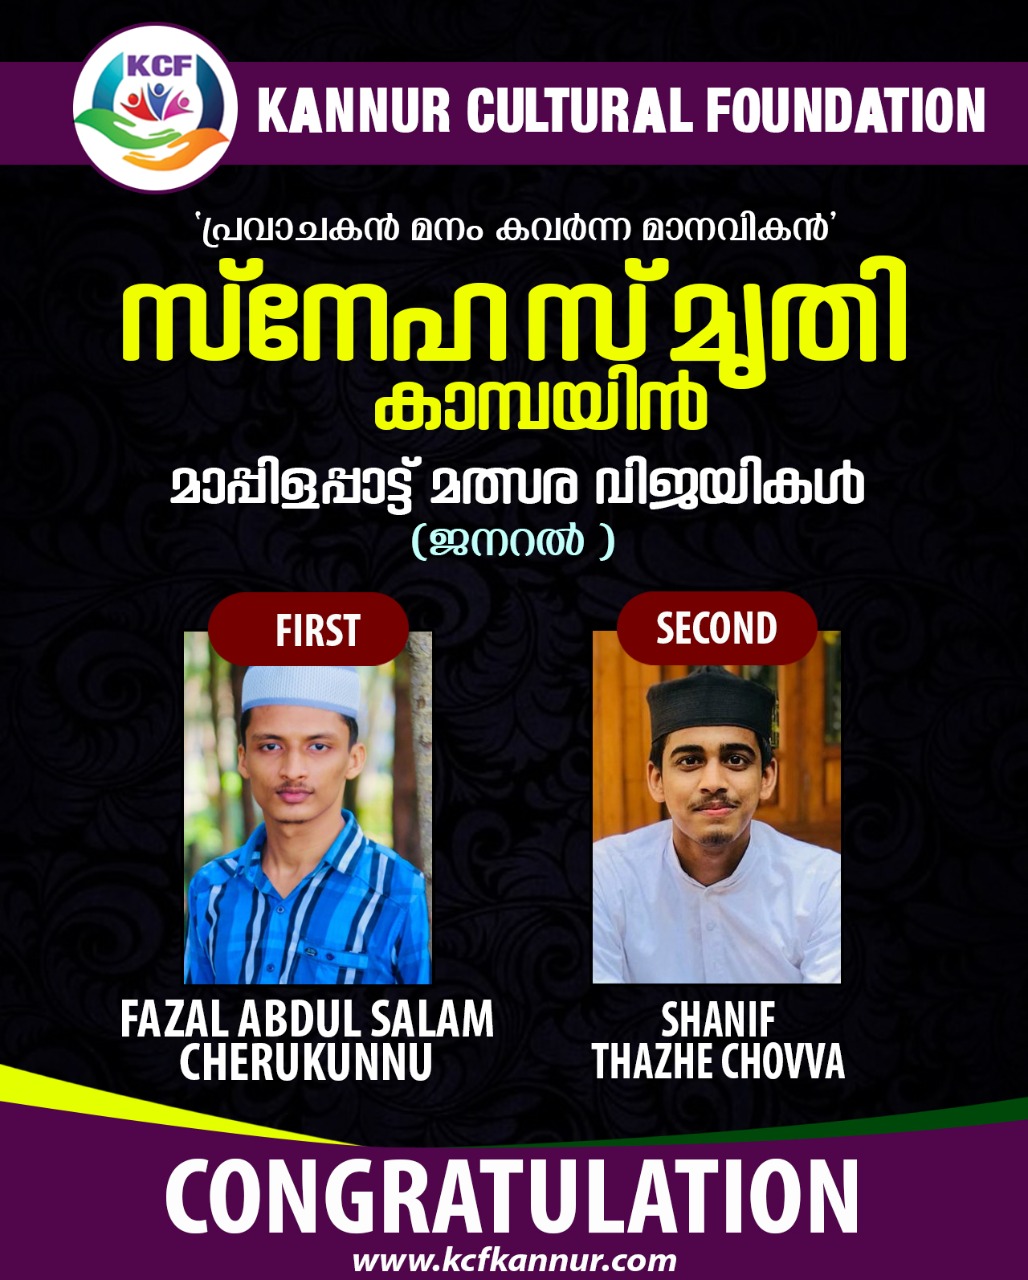 KCF
KANNUR CULTURAL FOUNDATION
‘പ്രവാചകൻ മനം കവർന്ന മാനവികൻ’
സ്നേഹ സ്മൃതി
കാമ്പയിൻ
മാപ്പിളപ്പാട്ട് മത്സര വിജയികൾ
(ജനറൽ )
FIRST
SECOND
FAZAL ABDUL SALAM
CHERUKUNNU
SHANIF
THAZHE CHOVVA
CONGRATULATION
www.kcfkannur.com